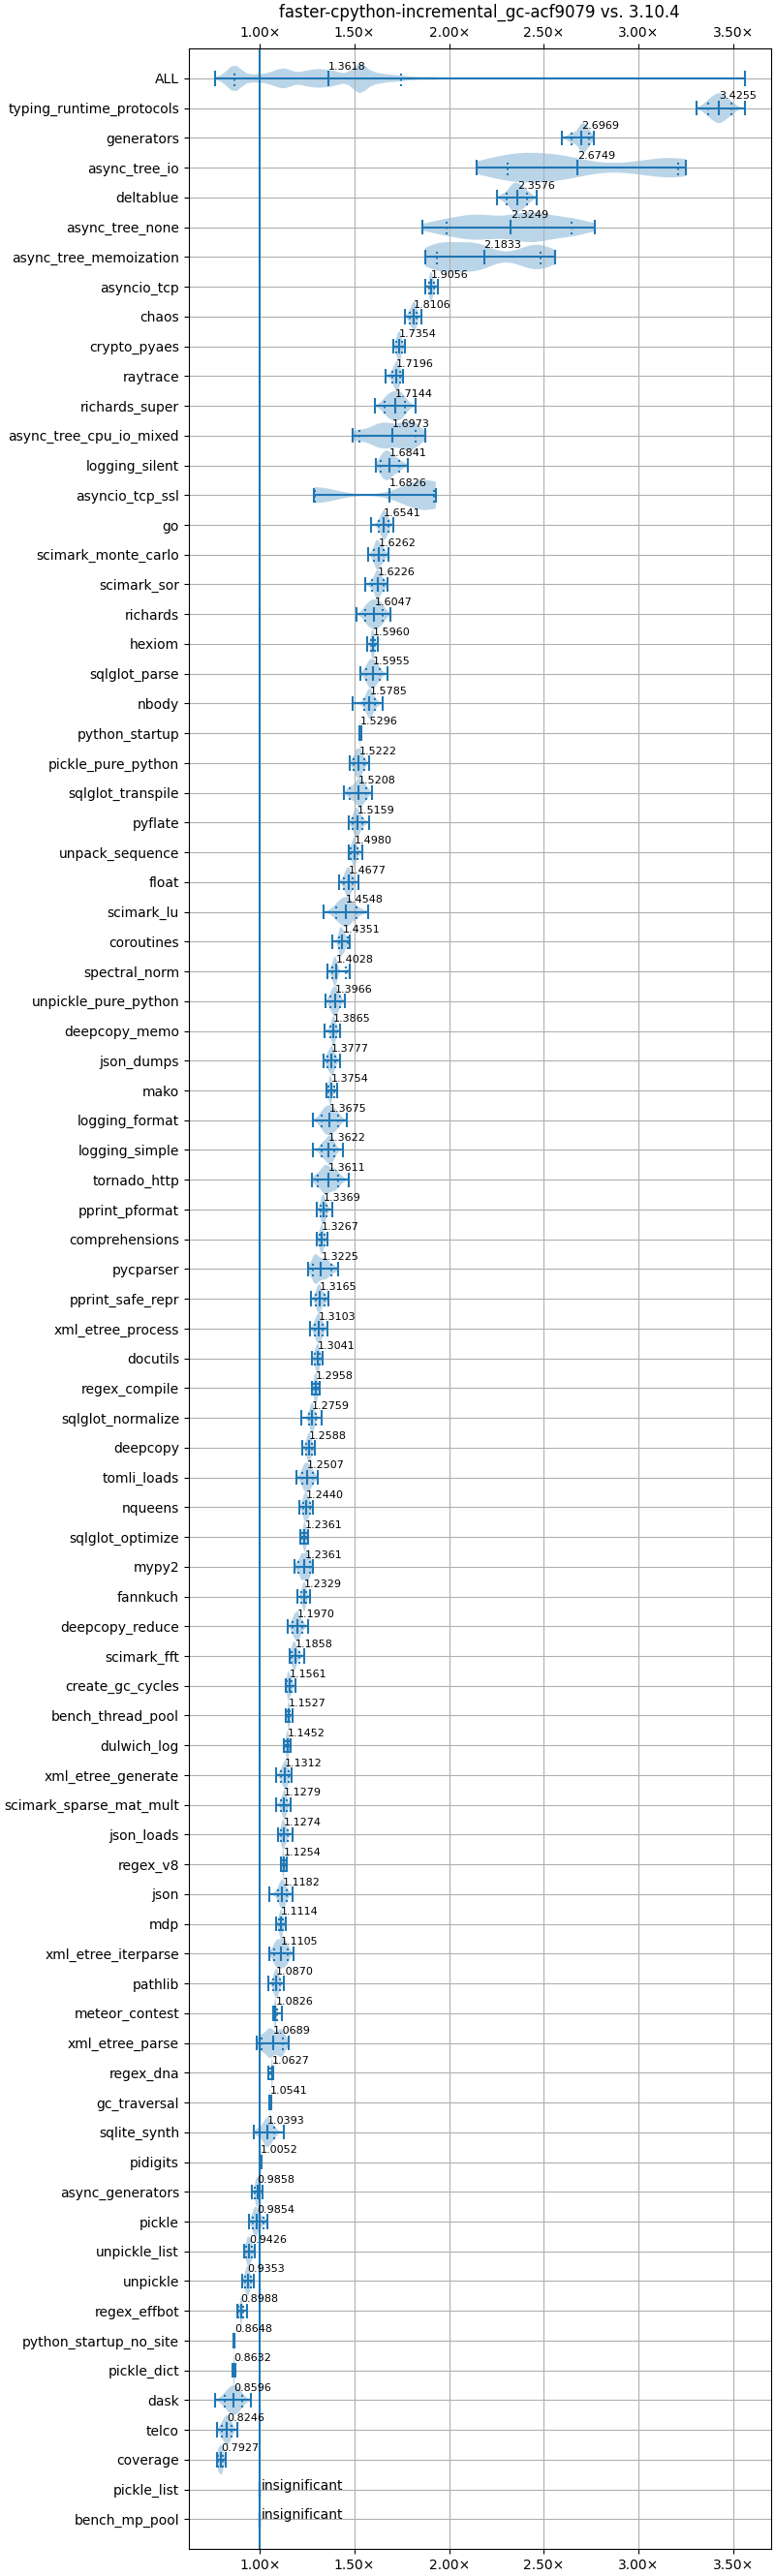 faster-cpython-incremental_gc-acf9079 vs. 3.10.4
1.00× 1.50× 2.00× 2.50× 3.00× 3.50×
ALL 1.3618
typing_runtime_protocols 3.4255
generators 2.6969
async_tree_io 2.6749
deltablue 2.3576
async_tree_none 2.3249
async_tree_memoization 2.1833
asyncio_tcp 1.9056
chaos 1.8106
crypto_pyaes 1.7354
raytrace 1.7196
richards_super 1.7144
async_tree_cpu_io_mixed 1.6973
logging_silent 1.6841
asyncio_tcp_ssl 1.6826
go 1.6541
scimark_monte_carlo 1.6262
scimark_sor 1.6226
richards 1.6047
hexiom 1.5960
sqlglot_parse 1.5955
nbody 1.5785
python_startup 1.5296
pickle_pure_python 1.5222
sqlglot_transpile 1.5208
pyflate 1.5159
unpack_sequence 1.4980
float 1.4677
scimark_lu 1.4548
coroutines 1.4351
spectral_norm 1.4028
unpickle_pure_python 1.3966
deepcopy_memo 1.3865
json_dumps 1.3777
mako 1.3754
logging_format 1.3675
logging_simple 1.3622
tornado_http 1.3611
pprint_pformat 1.3369
comprehensions 1.3267
pycparser 1.3225
pprint_safe_repr 1.3165
xml_etree_process 1.3103
docutils 1.3041
regex_compile 1.2958
sqlglot_normalize 1.2759
deepcopy 1.2588
tomli_loads 1.2507
nqueens 1.2440
sqlglot_optimize 1.2361
mypy2 1.2361
fannkuch 1.2329
deepcopy_reduce 1.1970
scimark_fft 1.1858
create_gc_cycles 1.1561
bench_thread_pool 1.1527
dulwich_log 1.1452
xml_etree_generate 1.1312
scimark_sparse_mat_mult 1.1279
json_loads 1.1274
regex_v8 1.1254
json 1.1182
mdp 1.1114
xml_etree_iterparse 1.1105
pathlib 1.0870
meteor_contest 1.0826
xml_etree_parse 1.0689
regex_dna 1.0627
gc_traversal 1.0541
sqlite_synth 1.0393
pidigits 1.0052
async_generators 0.9858
pickle 0.9854
unpickle_list 0.9426
unpickle 0.9353
regex_effbot 0.8988
python_startup_no_site 0.8648
pickle_dict 0.8632
dask 0.8596
telco 0.8246
coverage 0.7927
pickle_list insignificant
bench_mp_pool insignificant
1.00× 1.50× 2.00× 2.50× 3.00× 3.50×